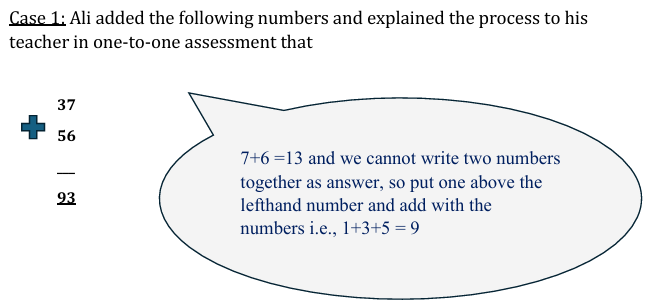 Case 1: Ali added the following numbers and explained the process to his
teacher in one-to-one assessment that
37
56
93
7+6 =13 and we cannot write two numbers
together as answer, so put one above the
lefthand number and add with the
numbers i.e., 1+3+5 = 9